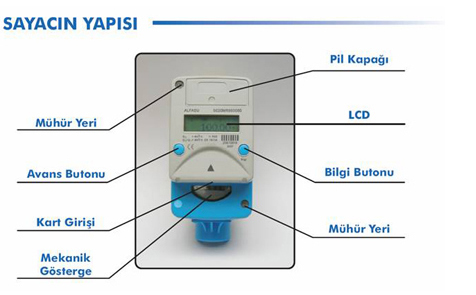 SAYACIN YAPISI
Pil Kapağı
Mühür Yeri
LCD
Avans Butonu
Bilgi Butonu
Kart Girişi
Mühür Yeri
Mekanik
Gösterge